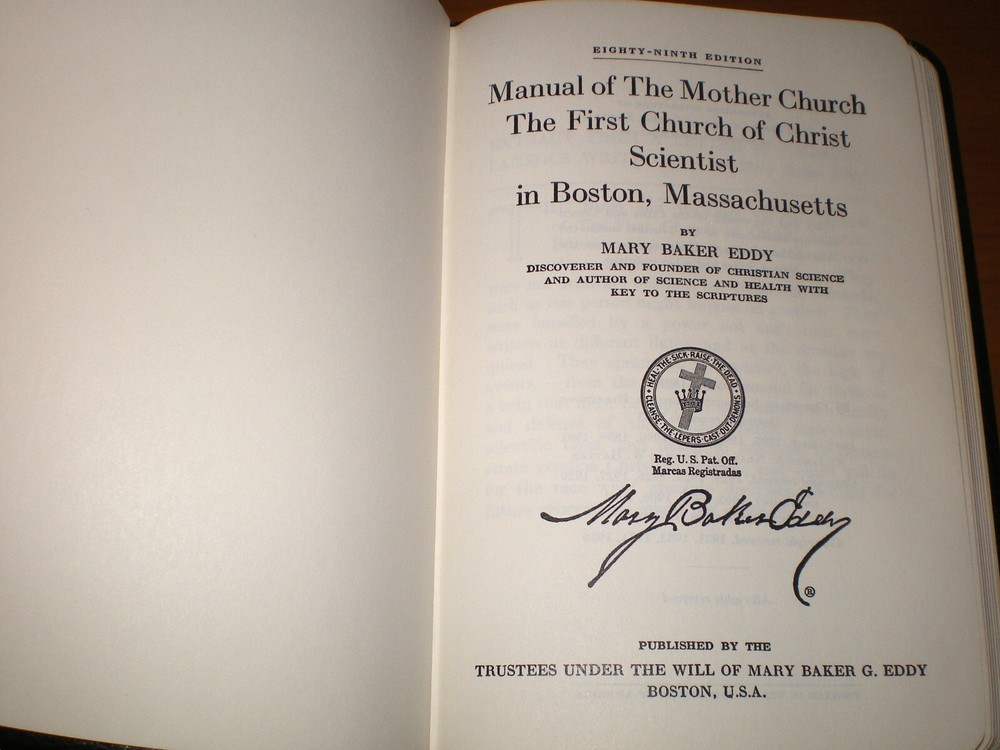 EIGHTY-NINTH EDITION
Manual of The Mother Church
The First Church of Christ
Scientist
in Boston, Massachusetts
BY
MARY BAKER EDDY
DISCOVERER AND FOUNDER OF CHRISTIAN SCIENCE
AND AUTHOR OF SCIENCE AND HEALTH WITH
KEY TO THE SCRIPTURES
HEAL·THE·SICK·RAISE·THE·DEAD
CLEANSE·THE·LEPERS·CAST·OUT·DEMONS
Reg. U. S. Pat. Off.
Marcas Registradas
Mary Baker Eddy
®
PUBLISHED BY THE
TRUSTEES UNDER THE WILL OF MARY BAKER G. EDDY
BOSTON, U.S.A.